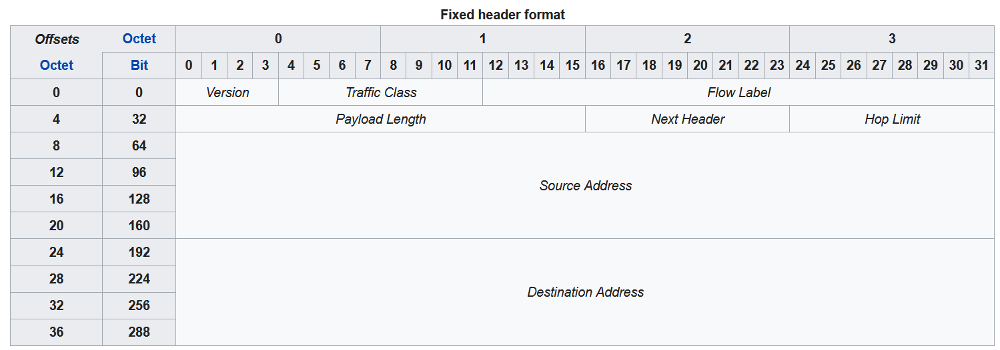 Fixed header format
Offsets Octet 0 1 2 3
Octet Bit 0 1 2 3 4 5 6 7 8 9 10 11 12 13 14 15 16 17 18 19 20 21 22 23 24 25 26 27 28 29 30 31
0 0 Version Traffic Class Flow Label
4 32 Payload Length Next Header Hop Limit
8 64
12 96
Source Address
16 128
20 160
24 192
28 224
Destination Address
32 256
36 288